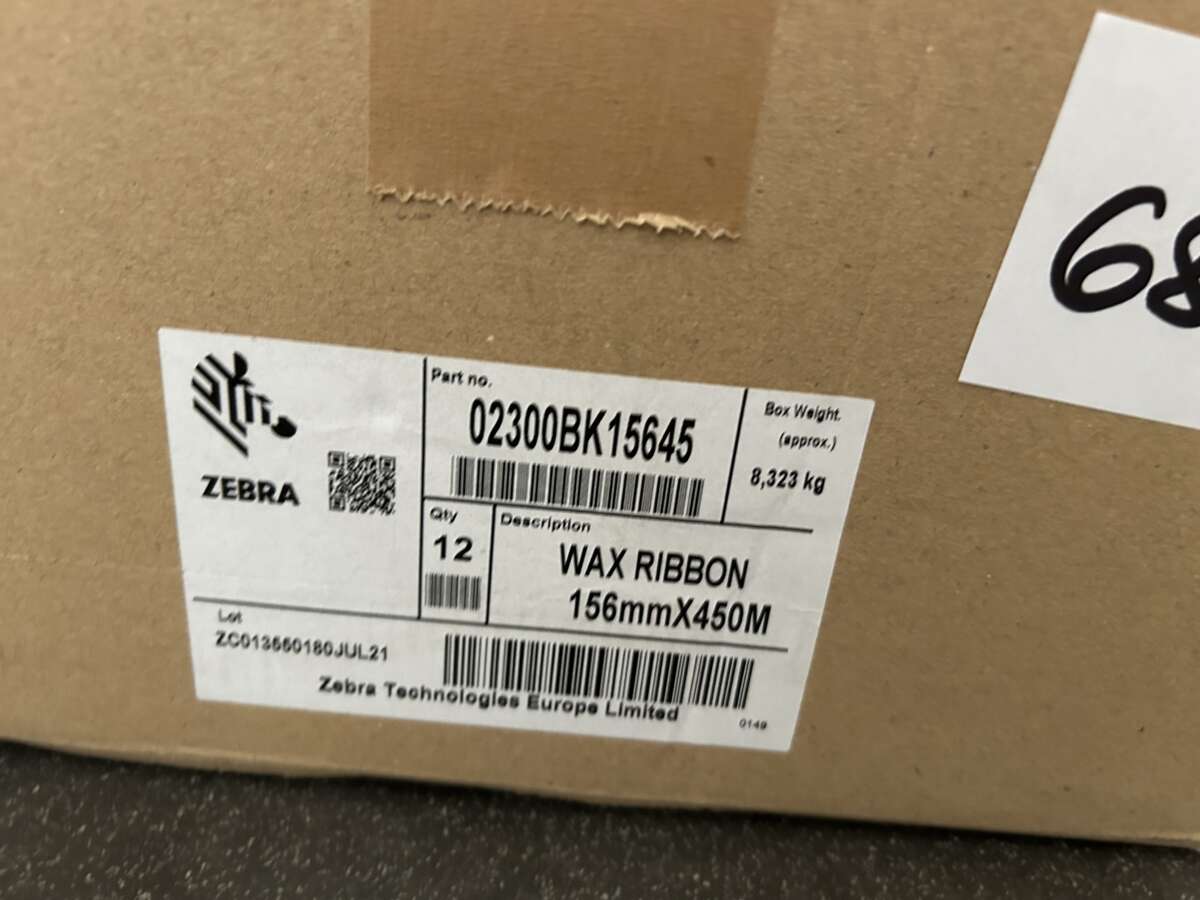 ZEBRA
Part no.
02300BK15645
Box Weight.
(approx.)
8,323 kg
Qty
12
Description
WAX RIBBON
156mmX450M
Lot
ZC013560180JUL21
Zebra Technologies Europe Limited
0149
68